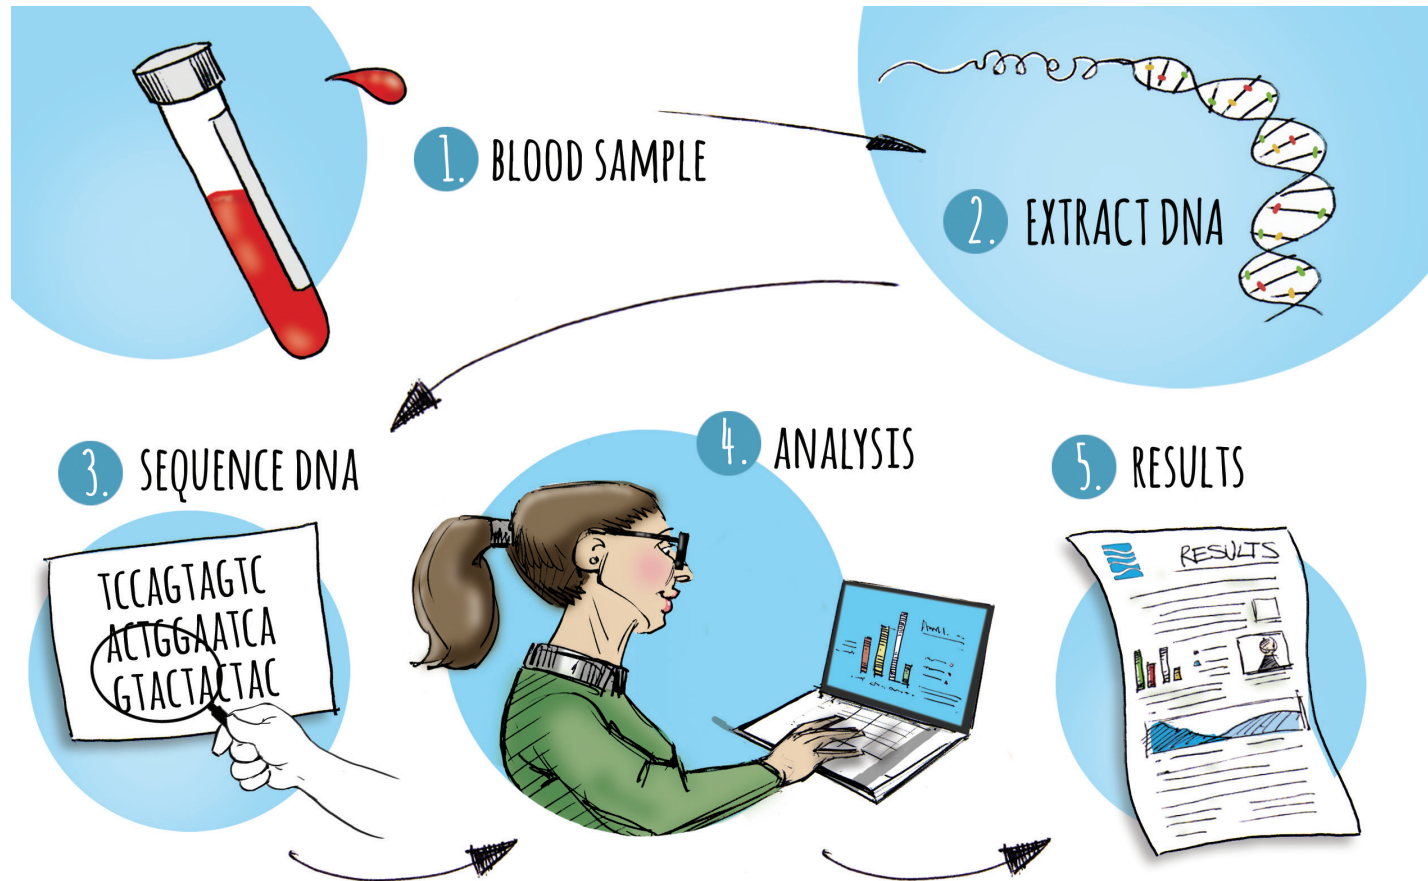 1. BLOOD SAMPLE
2. EXTRACT DNA
3. SEQUENCE DNA
TCCAGTAGTC
ACTGGAATCA
GTACTACTAC
4. ANALYSIS
5. RESULTS
RESULTS